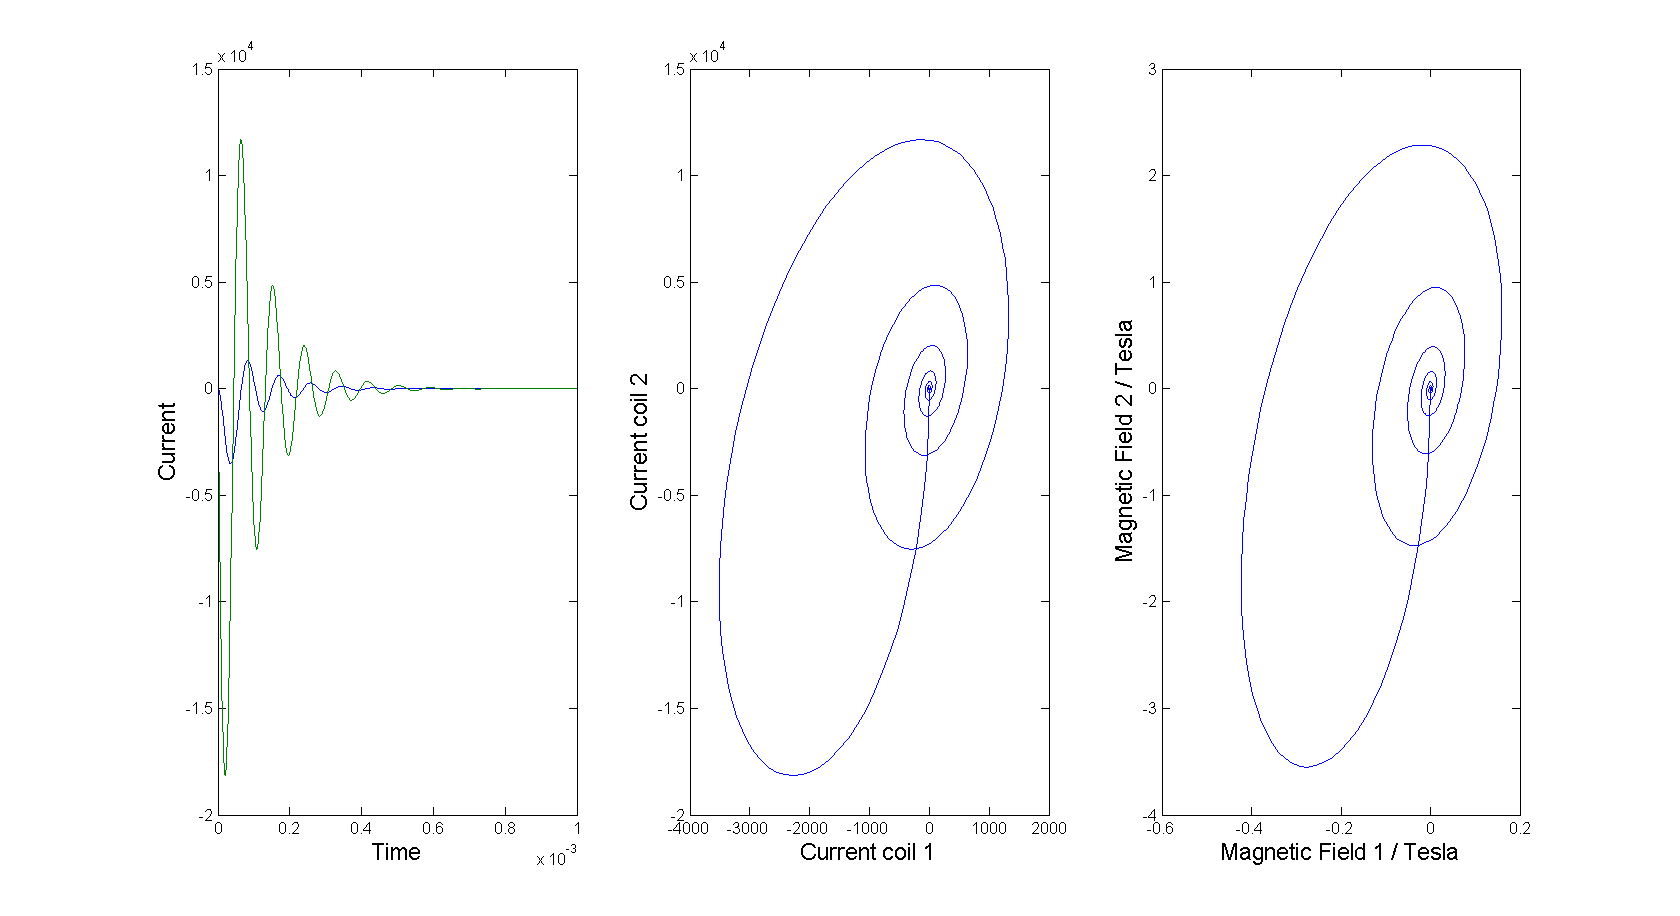 x 10^4
1.5
1
0.5
0
-0.5
-1
-1.5
-2
0 0.2 0.4 0.6 0.8 1
x 10^-3
Time
Current
x 10^4
1.5
1
0.5
0
-0.5
-1
-1.5
-2
-4000 -3000 -2000 -1000 0 1000 2000
Current coil 1
Current coil 2
3
2
1
0
-1
-2
-3
-4
-0.6 -0.4 -0.2 0 0.2
Magnetic Field 1 / Tesla
Magnetic Field 2 / Tesla